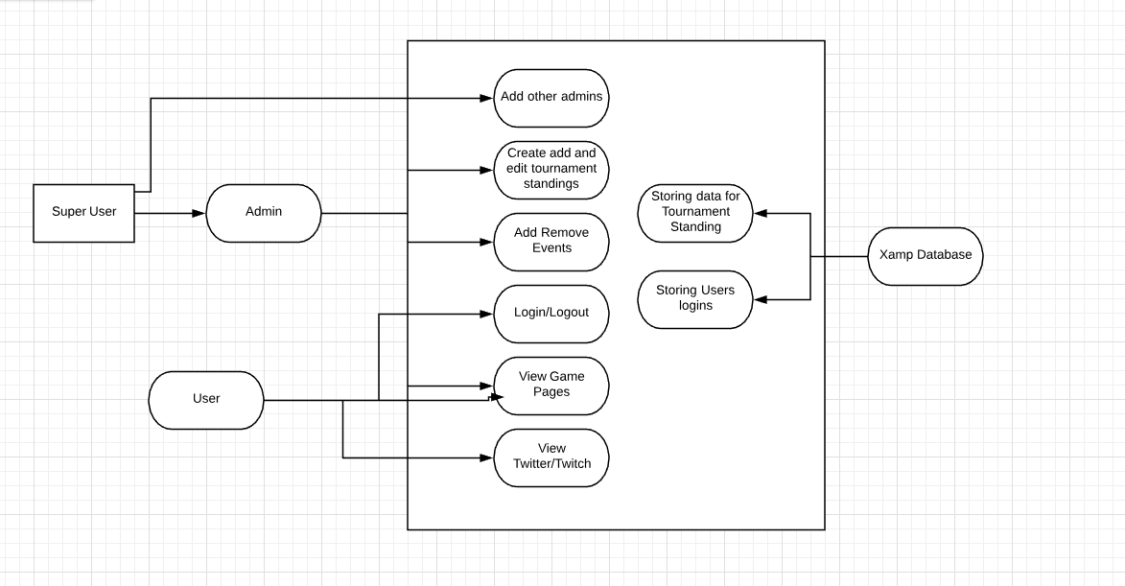 Add other admins
Create add and
edit tournament
standings
Super User
Admin
Storing data for
Tournament
Standing
Add Remove
Events
Xamp Database
Storing Users
logins
Login/Logout
View Game
Pages
User
View
Twitter/Twitch